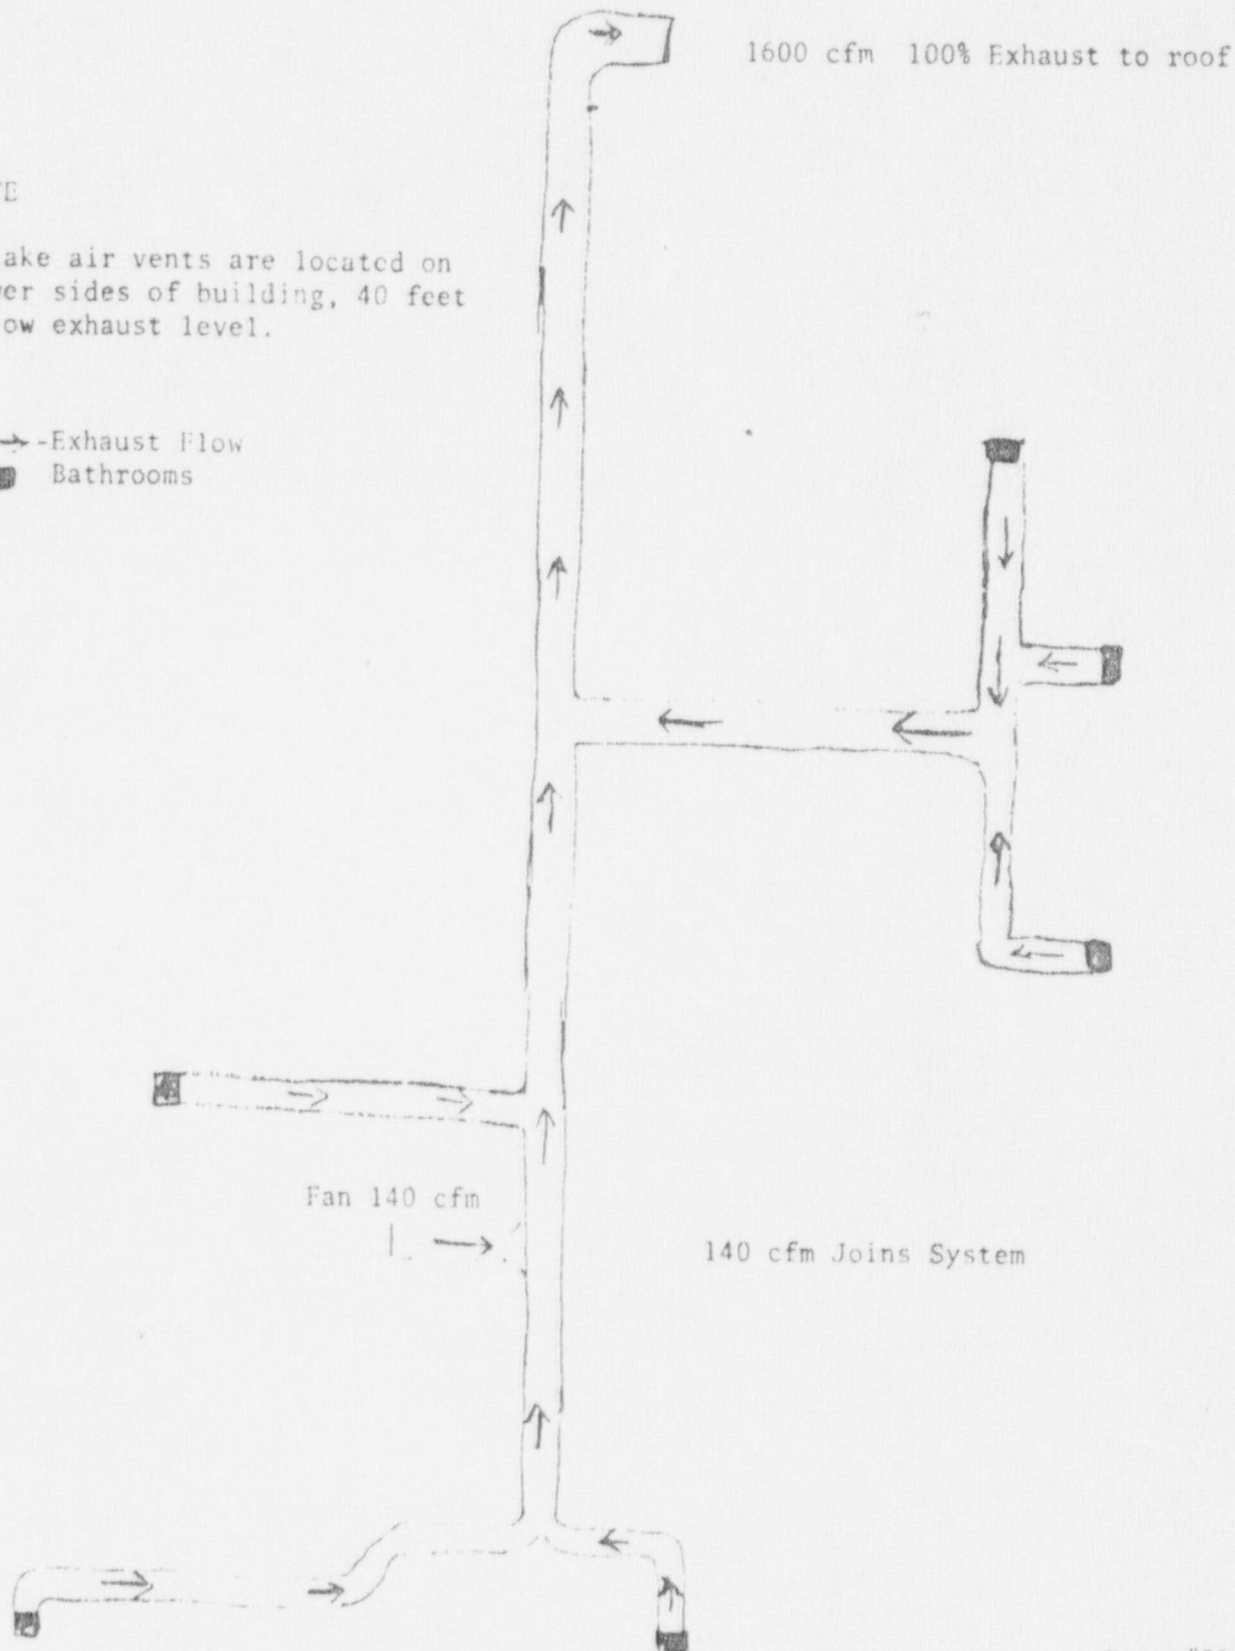 1600 cfm 100% Exhaust to roof
TE
ake air vents are located on
er sides of building, 40 feet
ow exhaust level.
-Exhaust Flow
Bathrooms
Fan 140 cfm
140 cfm Joins System